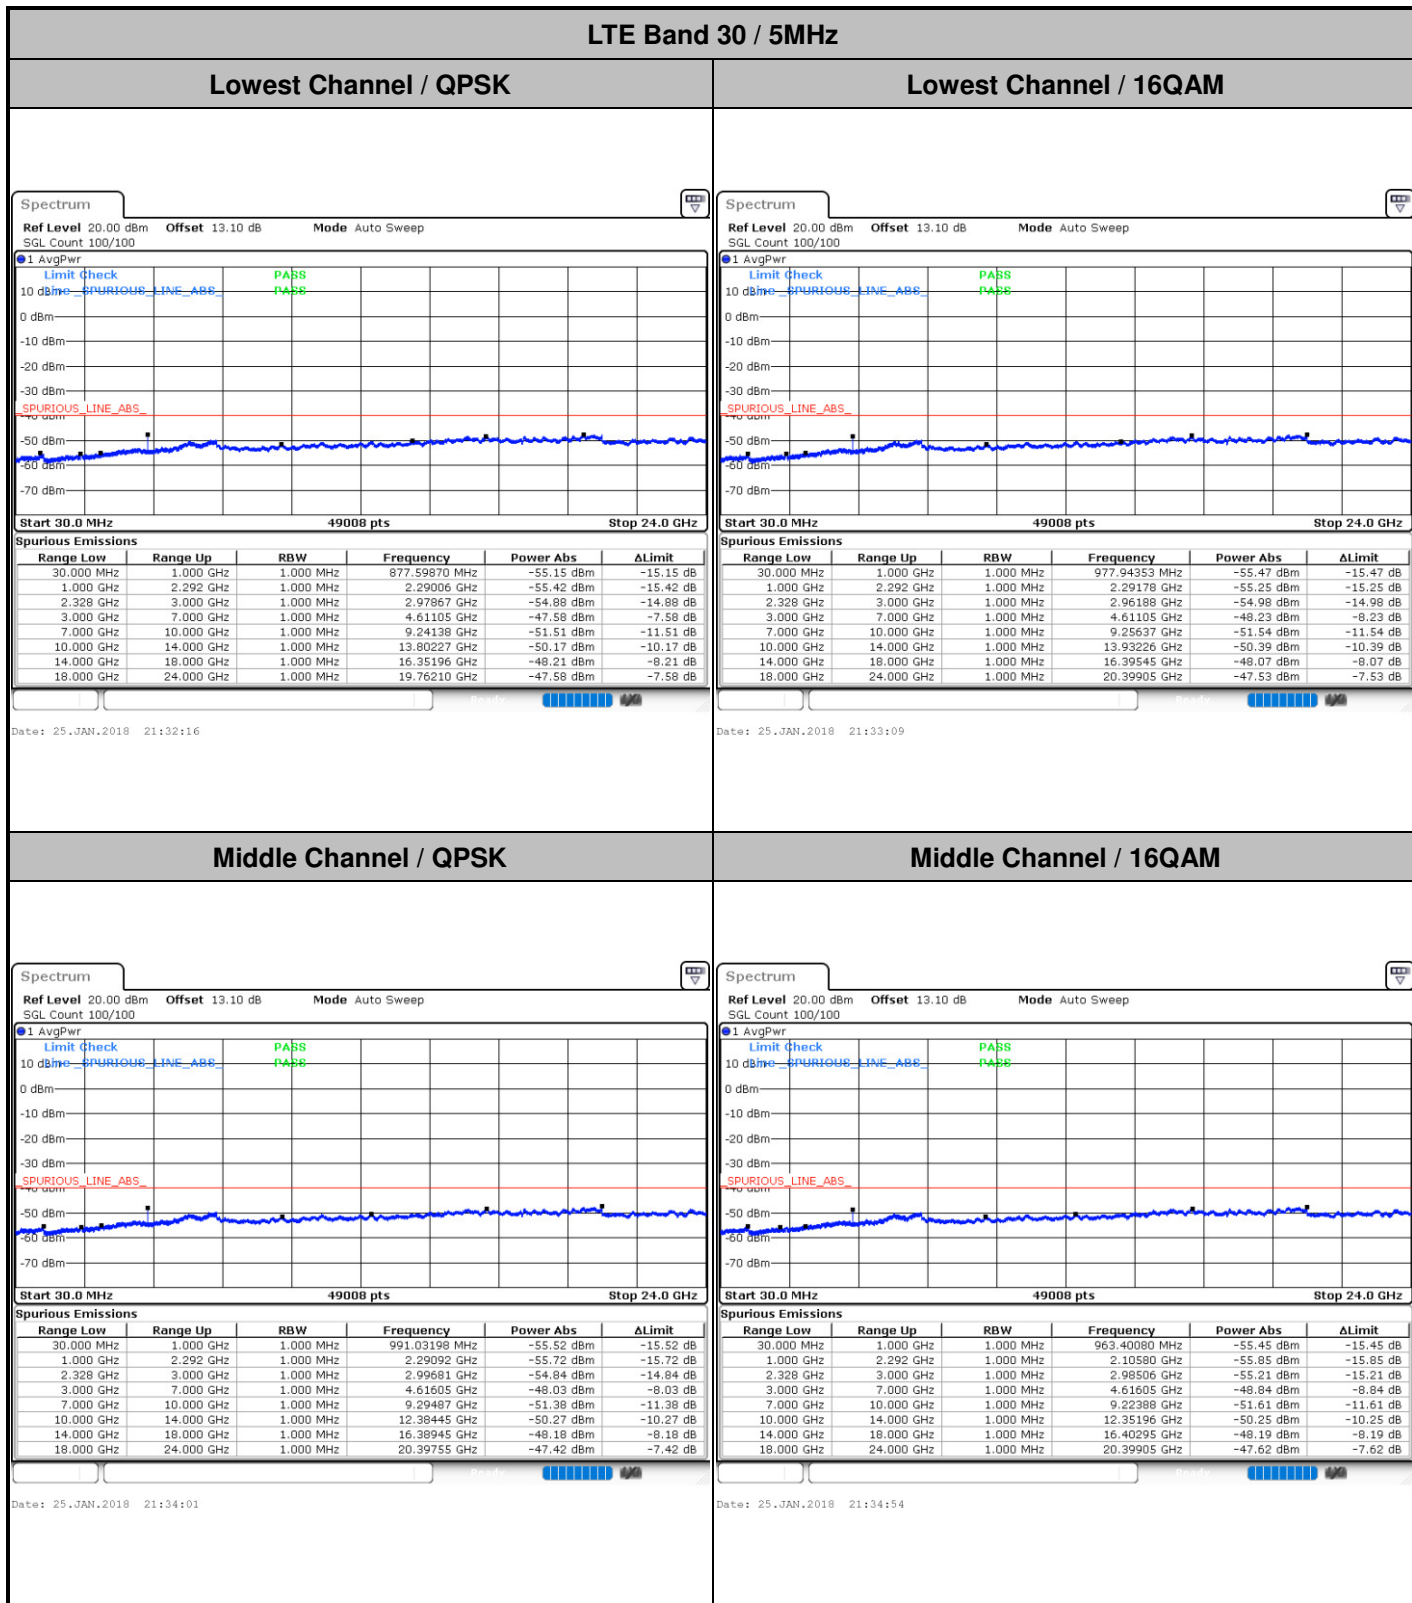 LTE Band 30 / 5MHz
Lowest Channel / QPSK
Lowest Channel / 16QAM
Spectrum
Ref Level 20.00 dBm Offset 13.10 dB Mode Auto Sweep
SGL Count 100/100
1 AvgPwr
Limit Check PASS
10 dBm Line _SPURIOUS_LINE_ABS_ PASS
0 dBm
-10 dBm
-20 dBm
-30 dBm
_SPURIOUS_LINE_ABS_
-40 dBm
-50 dBm
-60 dBm
-70 dBm
Start 30.0 MHz 49008 pts Stop 24.0 GHz
Spurious Emissions
Range Low Range Up RBW Frequency Power Abs ΔLimit
30.000 MHz 1.000 GHz 1.000 MHz 877.59870 MHz -55.15 dBm -15.15 dB
1.000 GHz 2.292 GHz 1.000 MHz 2.29006 GHz -55.42 dBm -15.42 dB
2.328 GHz 3.000 GHz 1.000 MHz 2.97867 GHz -54.88 dBm -14.88 dB
3.000 GHz 7.000 GHz 1.000 MHz 4.61105 GHz -47.58 dBm -7.58 dB
7.000 GHz 10.000 GHz 1.000 MHz 9.24138 GHz -51.51 dBm -11.51 dB
10.000 GHz 14.000 GHz 1.000 MHz 13.80227 GHz -50.17 dBm -10.17 dB
14.000 GHz 18.000 GHz 1.000 MHz 16.35196 GHz -48.21 dBm -8.21 dB
18.000 GHz 24.000 GHz 1.000 MHz 19.76210 GHz -47.58 dBm -7.58 dB
Ready
Date: 25.JAN.2018 21:32:16
Spectrum
Ref Level 20.00 dBm Offset 13.10 dB Mode Auto Sweep
SGL Count 100/100
1 AvgPwr
Limit Check PASS
10 dBm Line _SPURIOUS_LINE_ABS_ PASS
0 dBm
-10 dBm
-20 dBm
-30 dBm
_SPURIOUS_LINE_ABS_
-40 dBm
-50 dBm
-60 dBm
-70 dBm
Start 30.0 MHz 49008 pts Stop 24.0 GHz
Spurious Emissions
Range Low Range Up RBW Frequency Power Abs ΔLimit
30.000 MHz 1.000 GHz 1.000 MHz 977.94353 MHz -55.47 dBm -15.47 dB
1.000 GHz 2.292 GHz 1.000 MHz 2.29178 GHz -55.25 dBm -15.25 dB
2.328 GHz 3.000 GHz 1.000 MHz 2.96188 GHz -54.98 dBm -14.98 dB
3.000 GHz 7.000 GHz 1.000 MHz 4.61105 GHz -48.23 dBm -8.23 dB
7.000 GHz 10.000 GHz 1.000 MHz 9.25637 GHz -51.54 dBm -11.54 dB
10.000 GHz 14.000 GHz 1.000 MHz 13.93226 GHz -50.39 dBm -10.39 dB
14.000 GHz 18.000 GHz 1.000 MHz 16.39545 GHz -48.07 dBm -8.07 dB
18.000 GHz 24.000 GHz 1.000 MHz 20.39905 GHz -47.53 dBm -7.53 dB
Ready
Date: 25.JAN.2018 21:33:09
Middle Channel / QPSK
Middle Channel / 16QAM
Spectrum
Ref Level 20.00 dBm Offset 13.10 dB Mode Auto Sweep
SGL Count 100/100
1 AvgPwr
Limit Check PASS
10 dBm Line _SPURIOUS_LINE_ABS_ PASS
0 dBm
-10 dBm
-20 dBm
-30 dBm
_SPURIOUS_LINE_ABS_
-40 dBm
-50 dBm
-60 dBm
-70 dBm
Start 30.0 MHz 49008 pts Stop 24.0 GHz
Spurious Emissions
Range Low Range Up RBW Frequency Power Abs ΔLimit
30.000 MHz 1.000 GHz 1.000 MHz 991.03198 MHz -55.52 dBm -15.52 dB
1.000 GHz 2.292 GHz 1.000 MHz 2.29092 GHz -55.72 dBm -15.72 dB
2.328 GHz 3.000 GHz 1.000 MHz 2.99681 GHz -54.84 dBm -14.84 dB
3.000 GHz 7.000 GHz 1.000 MHz 4.61605 GHz -48.03 dBm -8.03 dB
7.000 GHz 10.000 GHz 1.000 MHz 9.29487 GHz -51.38 dBm -11.38 dB
10.000 GHz 14.000 GHz 1.000 MHz 12.38445 GHz -50.27 dBm -10.27 dB
14.000 GHz 18.000 GHz 1.000 MHz 16.38945 GHz -48.18 dBm -8.18 dB
18.000 GHz 24.000 GHz 1.000 MHz 20.39755 GHz -47.42 dBm -7.42 dB
Ready
Date: 25.JAN.2018 21:34:01
Spectrum
Ref Level 20.00 dBm Offset 13.10 dB Mode Auto Sweep
SGL Count 100/100
1 AvgPwr
Limit Check PASS
10 dBm Line _SPURIOUS_LINE_ABS_ PASS
0 dBm
-10 dBm
-20 dBm
-30 dBm
_SPURIOUS_LINE_ABS_
-40 dBm
-50 dBm
-60 dBm
-70 dBm
Start 30.0 MHz 49008 pts Stop 24.0 GHz
Spurious Emissions
Range Low Range Up RBW Frequency Power Abs ΔLimit
30.000 MHz 1.000 GHz 1.000 MHz 963.40080 MHz -55.45 dBm -15.45 dB
1.000 GHz 2.292 GHz 1.000 MHz 2.10580 GHz -55.85 dBm -15.85 dB
2.328 GHz 3.000 GHz 1.000 MHz 2.98506 GHz -55.21 dBm -15.21 dB
3.000 GHz 7.000 GHz 1.000 MHz 4.61605 GHz -48.84 dBm -8.84 dB
7.000 GHz 10.000 GHz 1.000 MHz 9.22388 GHz -51.61 dBm -11.61 dB
10.000 GHz 14.000 GHz 1.000 MHz 12.35196 GHz -50.25 dBm -10.25 dB
14.000 GHz 18.000 GHz 1.000 MHz 16.40295 GHz -48.19 dBm -8.19 dB
18.000 GHz 24.000 GHz 1.000 MHz 20.39905 GHz -47.62 dBm -7.62 dB
Ready
Date: 25.JAN.2018 21:34:54